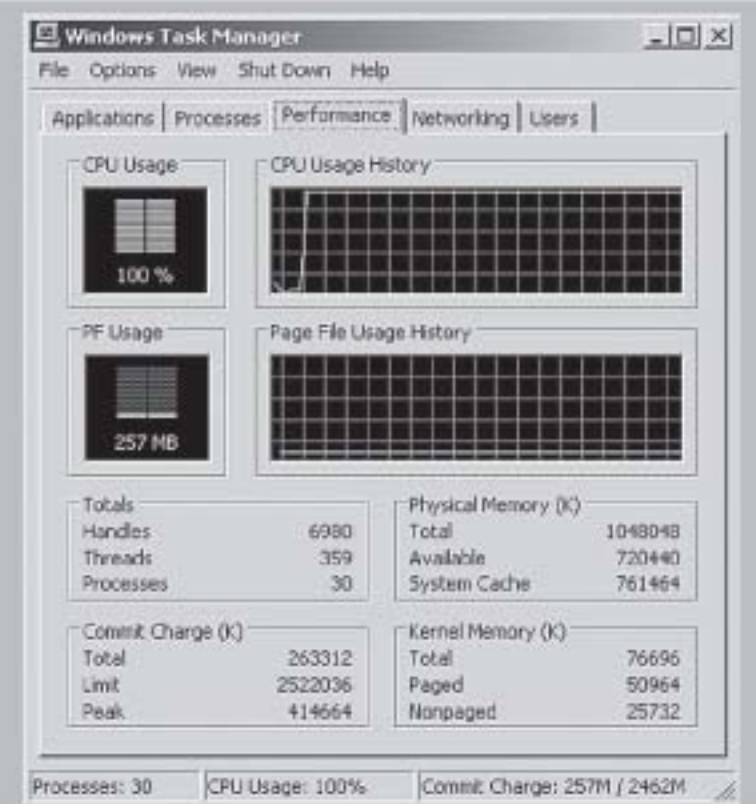 Windows Task Manager
File Options View Shut Down Help
Applications Processes Performance Networking Users
CPU Usage
100 %
CPU Usage History
PF Usage
257 MB
Page File Usage History
Totals
Handles 6980
Threads 359
Processes 30
Physical Memory (K)
Total 1048048
Available 720440
System Cache 761464
Commit Charge (K)
Total 263312
Limit 2522036
Peak 414664
Kernel Memory (K)
Total 76696
Paged 50964
Nonpaged 25732
Processes: 30 CPU Usage: 100% Commit Charge: 257M / 2462M